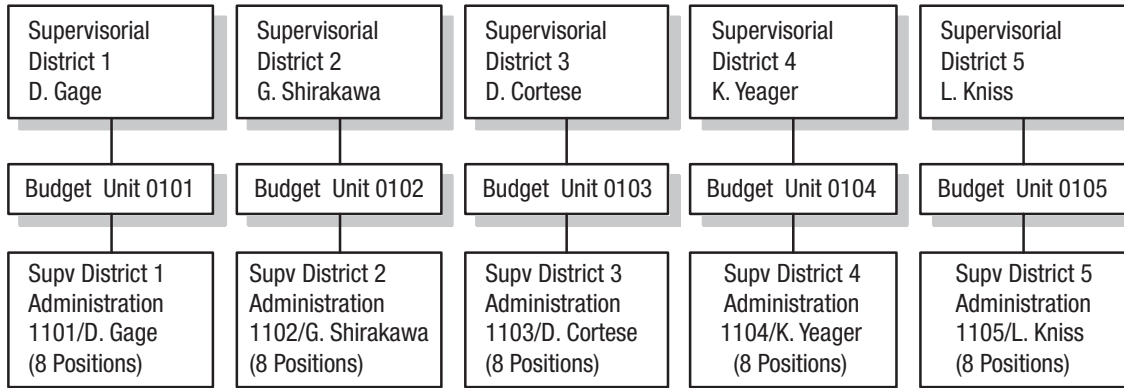 Supervisorial
District 1
D. Gage
Supervisorial
District 2
G. Shirakawa
Supervisorial
District 3
D. Cortese
Supervisorial
District 4
K. Yeager
Supervisorial
District 5
L. Kniss
Budget Unit 0101
Budget Unit 0102
Budget Unit 0103
Budget Unit 0104
Budget Unit 0105
Supv District 1
Administration
1101/D. Gage
(8 Positions)
Supv District 2
Administration
1102/G. Shirakawa
(8 Positions)
Supv District 3
Administration
1103/D. Cortese
(8 Positions)
Supv District 4
Administration
1104/K. Yeager
(8 Positions)
Supv District 5
Administration
1105/L. Kniss
(8 Positions)